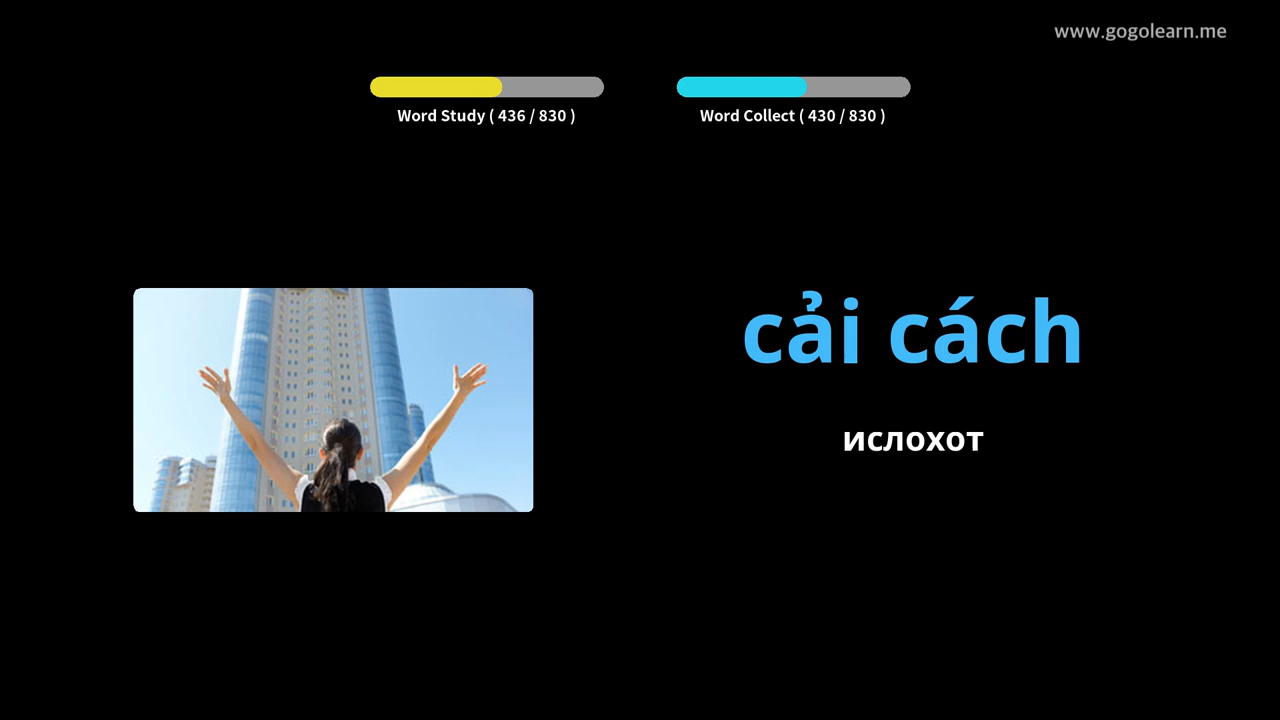 www.gogolearn.me
Word Study ( 436 / 830 )
Word Collect ( 430 / 830 )
cải cách
ислохот